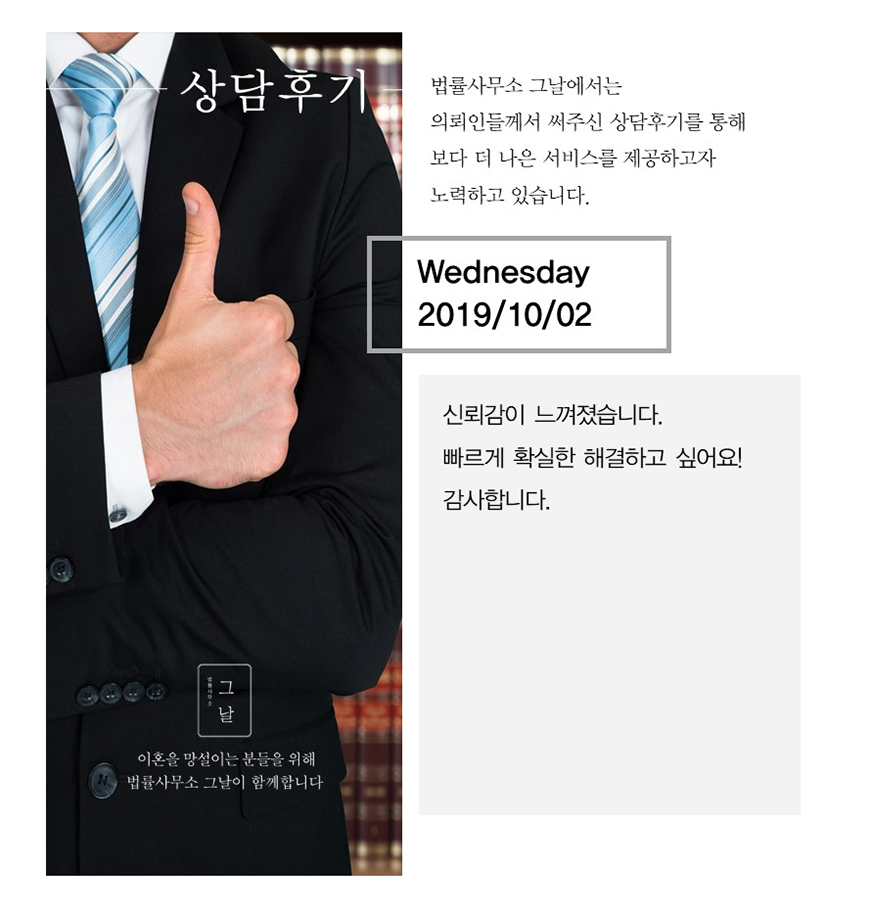 상담후기
법률사무소 그날에서는
의뢰인들께서 써주신 상담후기를 통해
보다 더 나은 서비스를 제공하고자
노력하고 있습니다.
Wednesday
2019/10/02
신뢰감이 느껴졌습니다.
빠르게 확실한 해결하고 싶어요!
감사합니다.
법률사무소
그날
이혼을 망설이는 분들을 위해
법률사무소 그날이 함께합니다